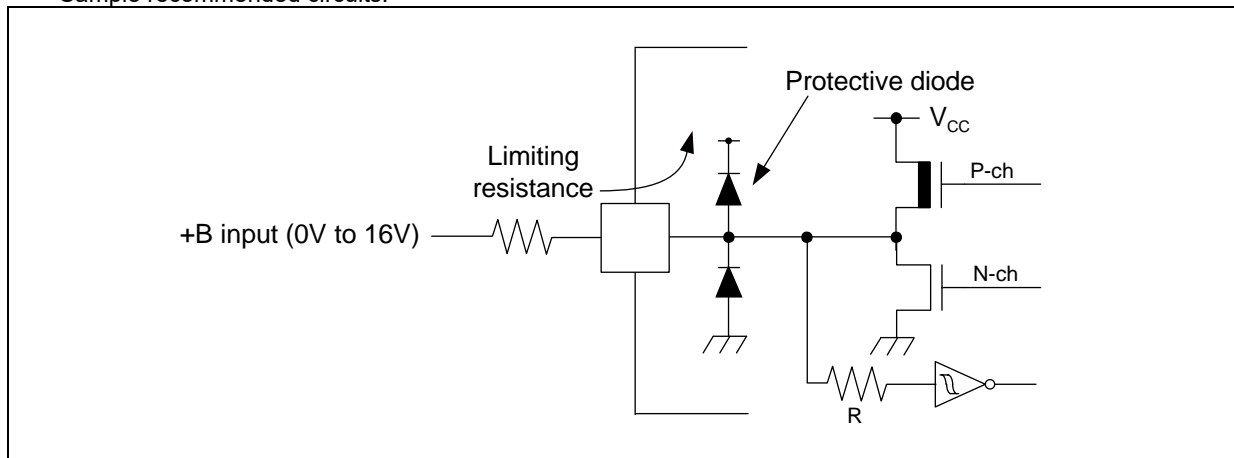 Sample recommended circuits:
Protective diode
VCC
Limiting
resistance
P-ch
+B input (0V to 16V)
N-ch
R